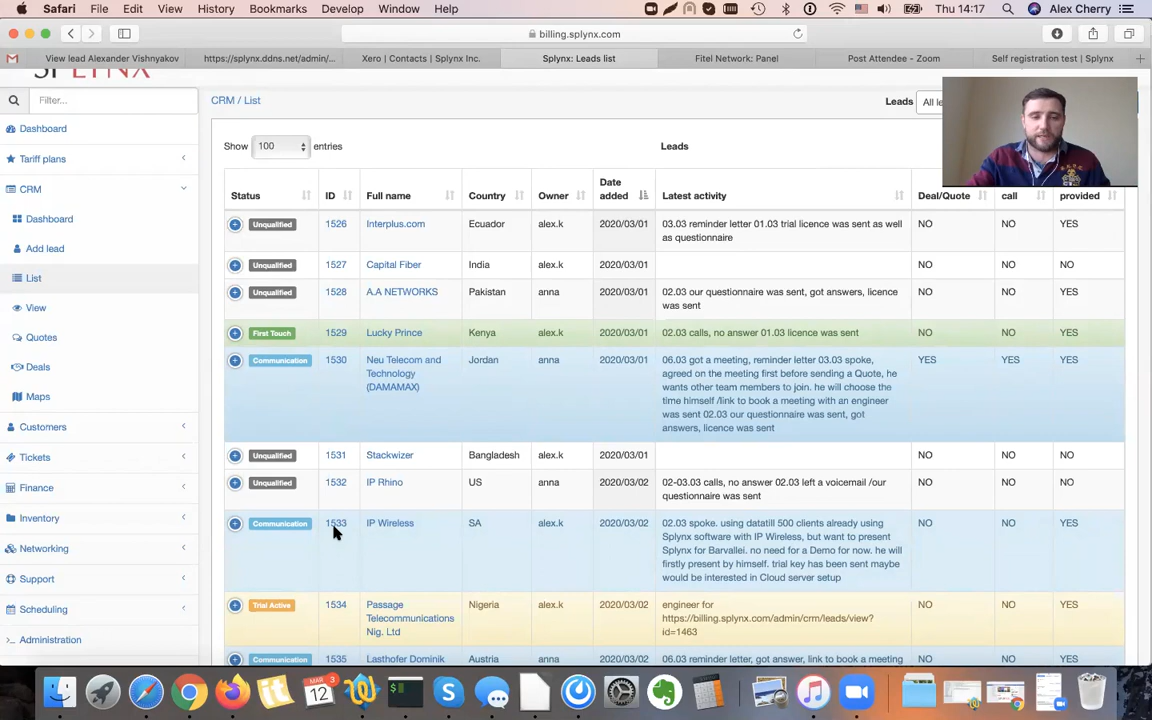 Safari File Edit View History Bookmarks Develop Window Help Thu 14:17 Alex Cherry
billing.splynx.com
View lead Alexander Vishnyakov https://splynx.ddns.net/admin/... Xero | Contacts | Splynx Inc. Splynx: Leads list Fitel Network: Panel Post Attendee - Zoom Self registration test | Splynx
Filter... CRM / List Leads
Dashboard
Show 100 entries Leads
Tariff plans
CRM
Status ID Full name Country Owner Date added Latest activity Deal/Quote call provided
Dashboard
Add lead
List
View
Quotes
Deals
Maps
Customers
Tickets
Finance
Inventory
Networking
Support
Scheduling
Administration
Unqualified 1526 Interplus.com Ecuador alex.k 2020/03/01 03.03 reminder letter 01.03 trial licence was sent as well NO NO YES
as questionnaire
Unqualified 1527 Capital Fiber India alex.k 2020/03/01 NO NO NO
Unqualified 1528 A.A NETWORKS Pakistan anna 2020/03/01 02.03 our questionnaire was sent, got answers, licence NO NO YES
was sent
First Touch 1529 Lucky Prince Kenya alex.k 2020/03/01 02.03 calls, no answer 01.03 licence was sent NO NO YES
Communication 1530 Neu Telecom and Jordan anna 2020/03/01 06.03 got a meeting, reminder letter 03.03 spoke, YES YES YES
Technology agreed on the meeting first before sending a Quote, he
(DAMAMAX) wants other team members to join. he will choose the
time himself /link to book a meeting with an engineer
was sent 02.03 our questionnaire was sent, got
answers, licence was sent
Unqualified 1531 Stackwizer Bangladesh alex.k 2020/03/01 NO NO NO
Unqualified 1532 IP Rhino US anna 2020/03/02 02-03.03 calls, no answer 02.03 left a voicemail /our NO NO NO
questionnaire was sent
Communication 1533 IP Wireless SA alex.k 2020/03/02 02.03 spoke. using datatill 500 clients already using NO NO YES
Splynx software with IP Wireless, but want to present
Splynx for Barvallei. no need for a Demo for now. he will
firstly present by himself. trial key has been sent maybe
would be interested in Cloud server setup
Trial Active 1534 Passage Nigeria alex.k 2020/03/02 engineer for NO NO YES
Telecommunications https://billing.splynx.com/admin/crm/leads/view?
Nig. Ltd id=1463
Communication 1535 Lasthofer Dominik Austria anna 2020/03/02 06.03 reminder letter, got answer, link to book a meeting NO NO YES
MAR
3
12